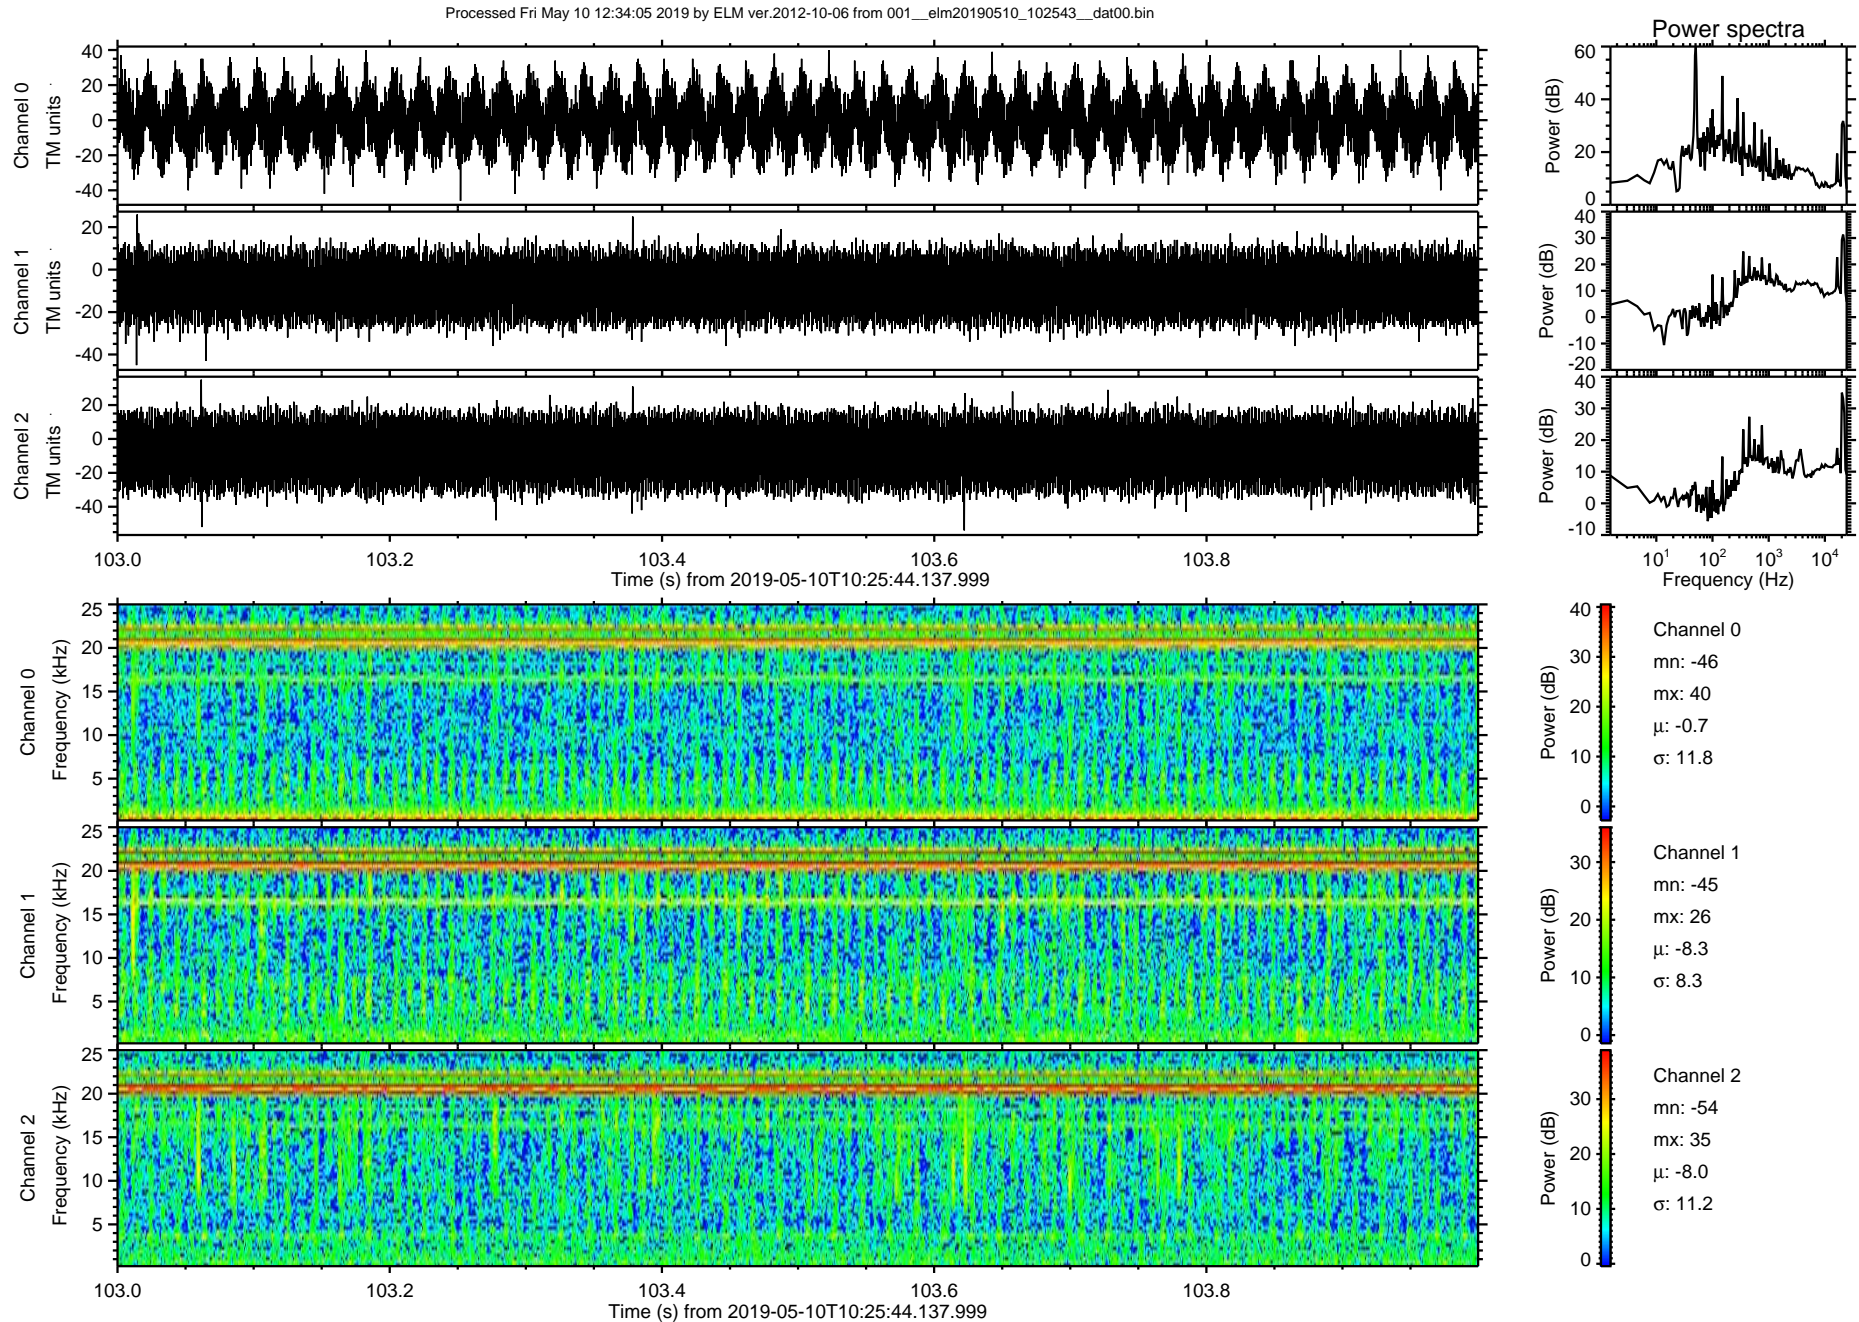 Processed Fri May 10 12:34:05 2019 by ELM ver.2012-10-06 from 001__elm20190510_102543__dat00.bin
Power spectra
Channel 0
TM units
40
20
0
-20
-40
Power (dB)
60
40
20
0
Channel 1
TM units
20
0
-20
-40
Power (dB)
40
30
20
10
0
-10
-20
Channel 2
TM units
20
0
-20
-40
Power (dB)
40
30
20
10
0
-10
103.0 103.2 103.4 103.6 103.8
Time (s) from 2019-05-10T10:25:44.137.999
10¹ 10² 10³ 10⁴
Frequency (Hz)
Channel 0
Frequency (kHz)
25
20
15
10
5
Power (dB)
40
30
20
10
0
Channel 0
mn: -46
mx: 40
μ: -0.7
σ: 11.8
Channel 1
Frequency (kHz)
25
20
15
10
5
Power (dB)
30
20
10
0
Channel 1
mn: -45
mx: 26
μ: -8.3
σ: 8.3
Channel 2
Frequency (kHz)
25
20
15
10
5
Power (dB)
30
20
10
0
Channel 2
mn: -54
mx: 35
μ: -8.0
σ: 11.2
103.0 103.2 103.4 103.6 103.8
Time (s) from 2019-05-10T10:25:44.137.999